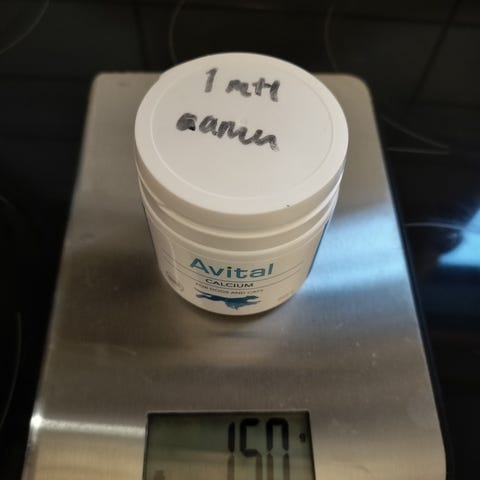 1 mtl
aamu
Avital
CALCIUM
FOR DOGS AND CATS
150